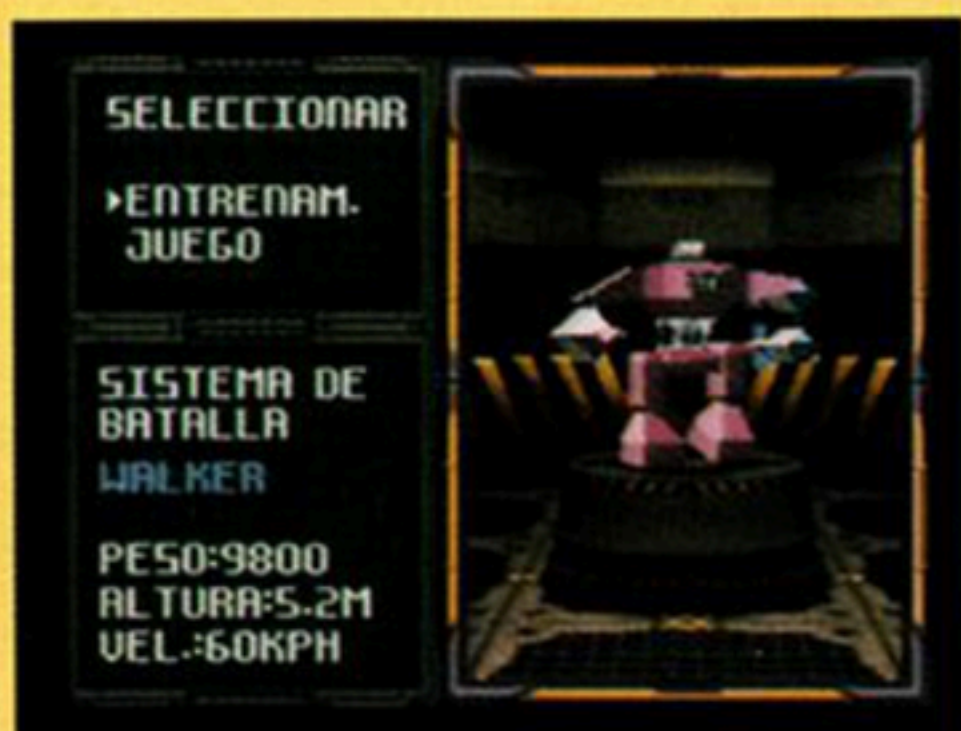 SELECCIONAR
ENTRENAM.
JUEGO
SISTEMA DE
BATALLA
WALKER
PESO:9800
ALTURA:5.2M
VEL.:60KPH